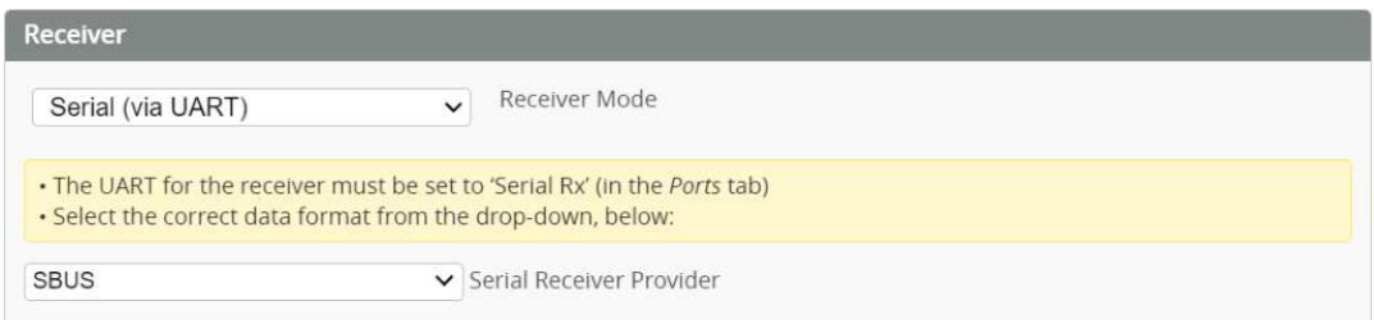 Receiver
Serial (via UART) Receiver Mode
• The UART for the receiver must be set to ‘Serial Rx’ (in the Ports tab)
• Select the correct data format from the drop-down, below:
SBUS Serial Receiver Provider